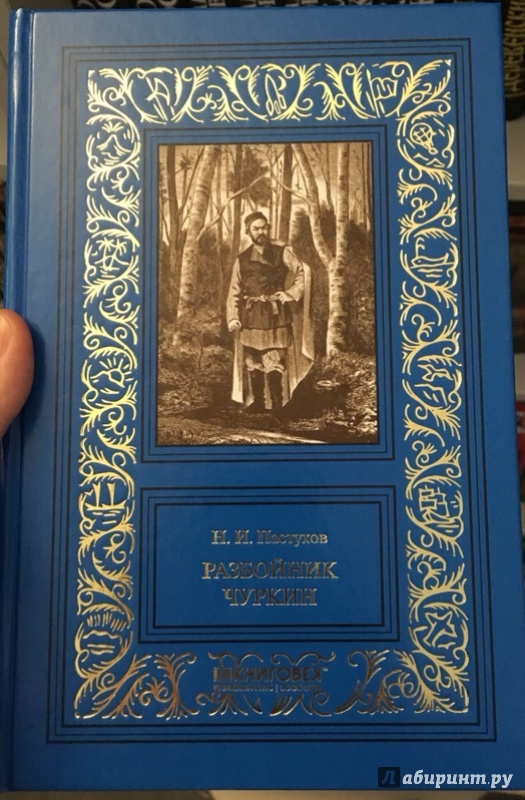 Н. И. Пастухов
РАЗБОЙНИК
ЧУРКИН
КНИГОВЕК
Лабиринт.ру